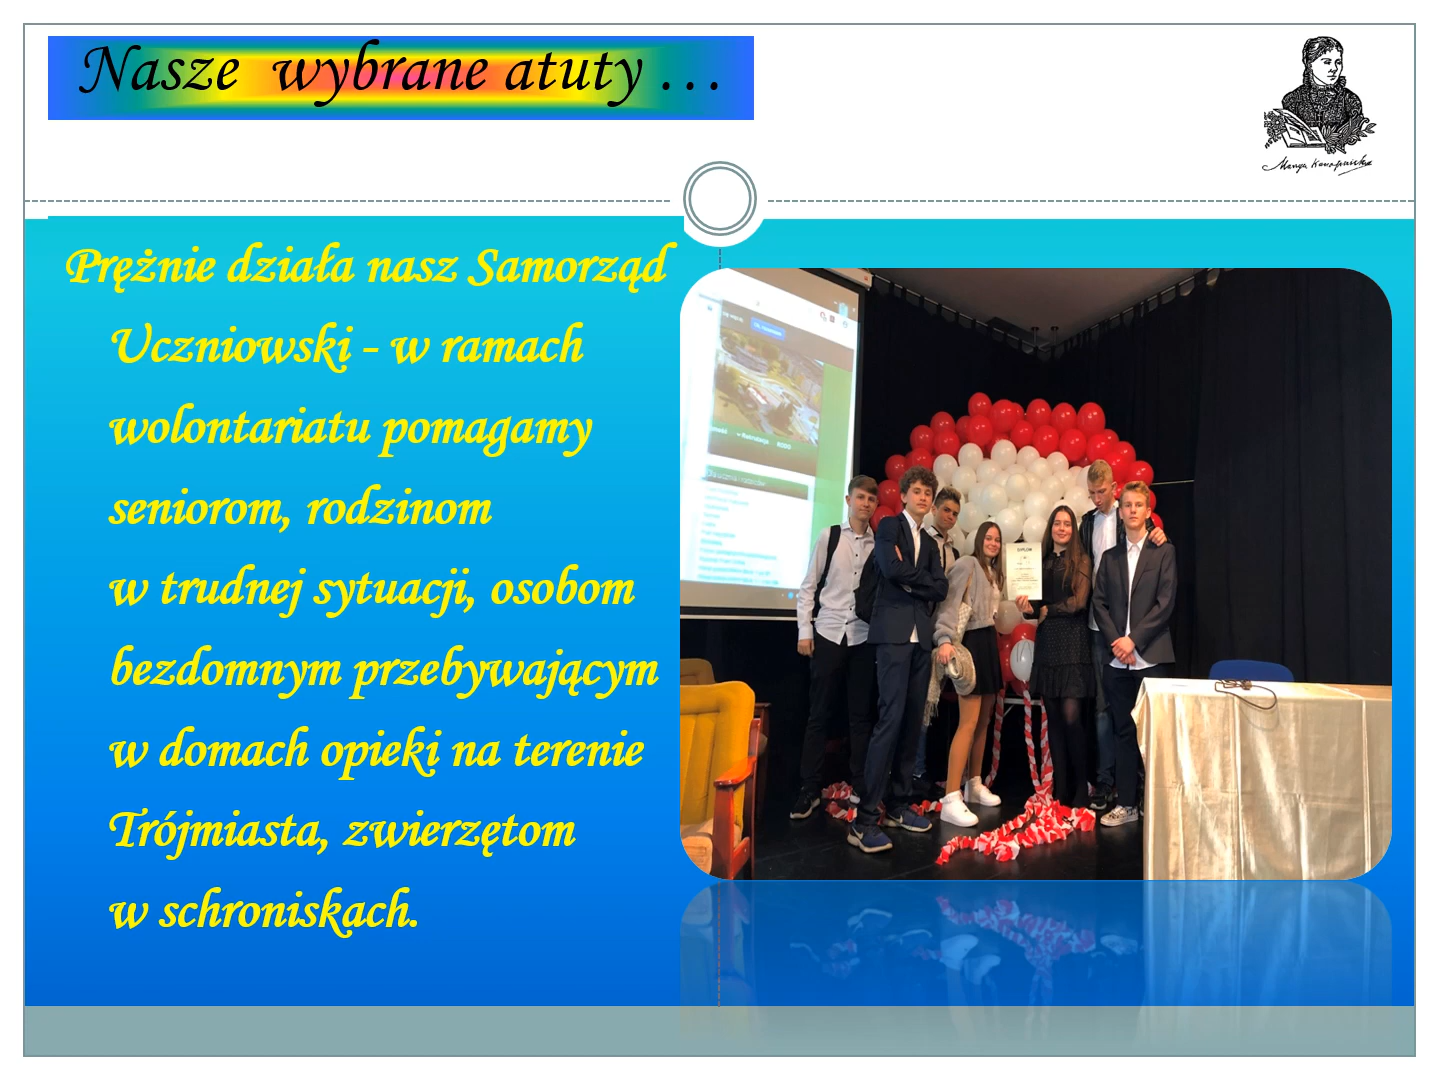 Nasze wybrane atuty …
Prężnie działa nasz Samorząd
Uczniowski - w ramach
wolontariatu pomagamy
seniorom, rodzinom
w trudnej sytuacji, osobom
bezdomnym przebywającym
w domach opieki na terenie
Trójmiasta, zwierzętom
w schroniskach.
DYPLOM